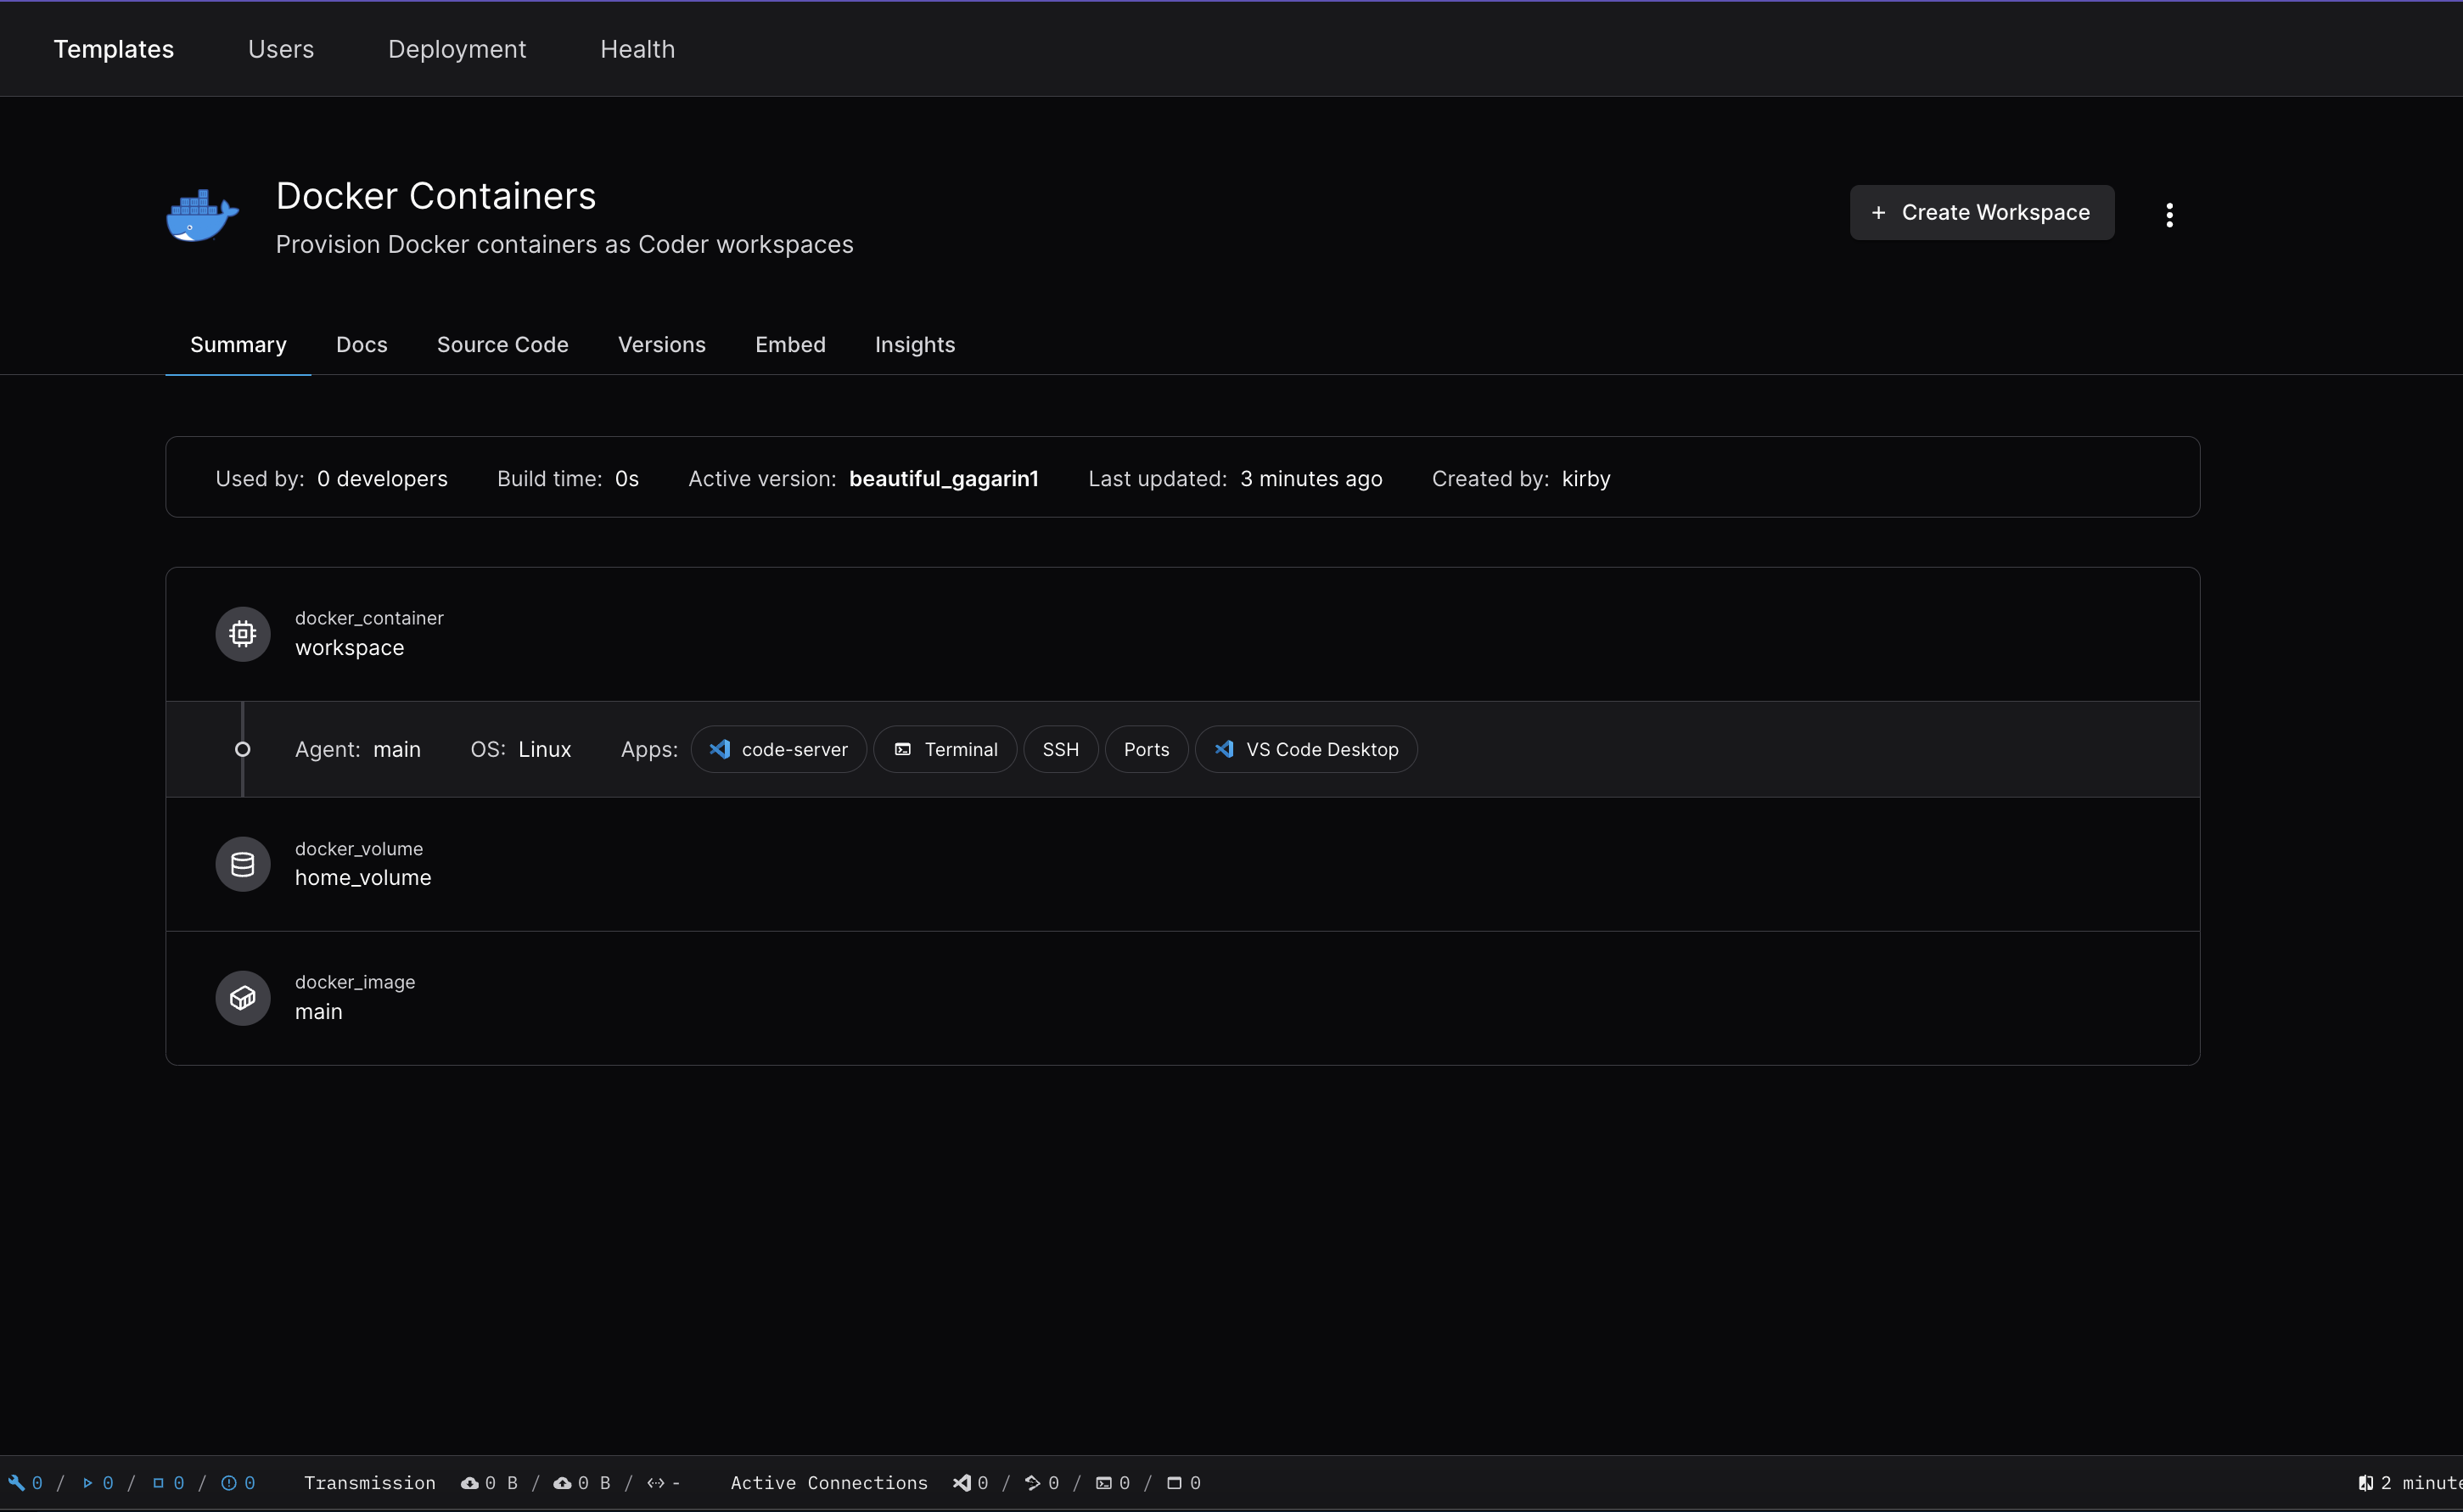 Templates Users Deployment Health
Docker Containers
Provision Docker containers as Coder workspaces
+ Create Workspace
Summary Docs Source Code Versions Embed Insights
Used by: 0 developers Build time: 0s Active version: beautiful_gagarin1 Last updated: 3 minutes ago Created by: kirby
docker_container
workspace
Agent: main OS: Linux Apps: code-server Terminal SSH Ports VS Code Desktop
docker_volume
home_volume
docker_image
main
0 / 0 / 0 / 0 Transmission 0 B / 0 B / - Active Connections 0 / 0 / 0 / 0 2 minute